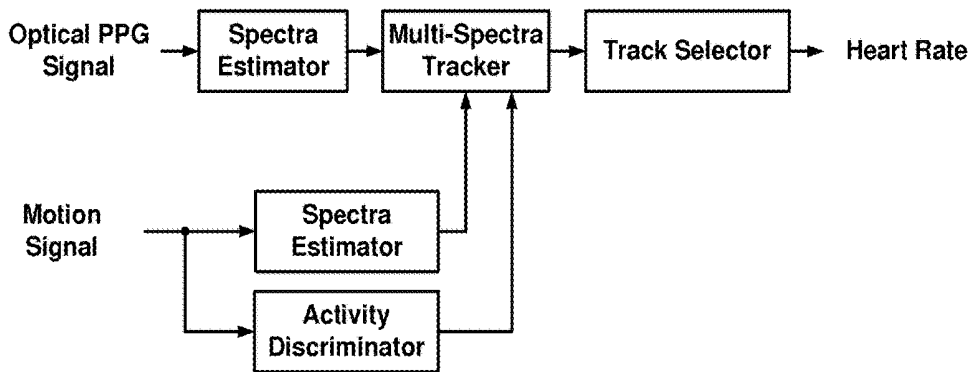 Optical PPG
Signal
Spectra
Estimator
Multi-Spectra
Tracker
Track Selector
Heart Rate
Motion
Signal
Spectra
Estimator
Activity
Discriminator